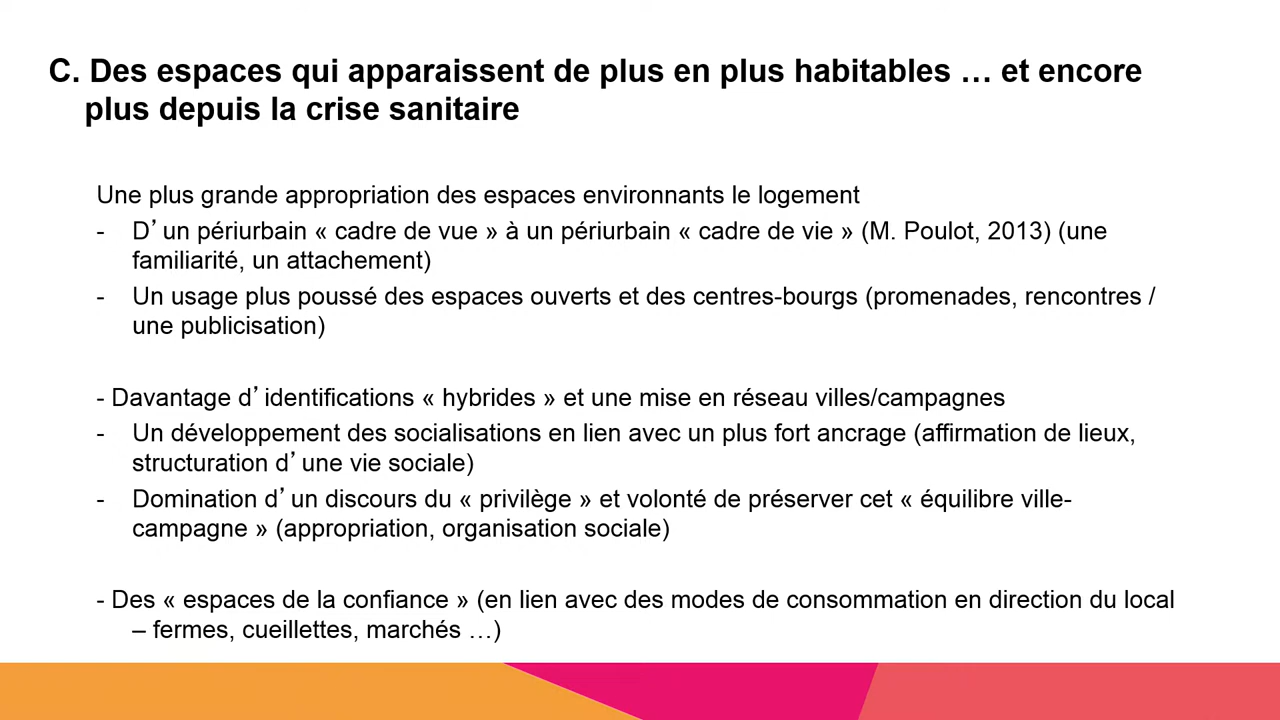 C. Des espaces qui apparaissent de plus en plus habitables … et encore
plus depuis la crise sanitaire
Une plus grande appropriation des espaces environnants le logement
- D’un périurbain « cadre de vue » à un périurbain « cadre de vie » (M. Poulot, 2013) (une
familiarité, un attachement)
- Un usage plus poussé des espaces ouverts et des centres-bourgs (promenades, rencontres /
une publicisation)
- Davantage d’identifications « hybrides » et une mise en réseau villes/campagnes
- Un développement des socialisations en lien avec un plus fort ancrage (affirmation de lieux,
structuration d’une vie sociale)
- Domination d’un discours du « privilège » et volonté de préserver cet « équilibre ville-
campagne » (appropriation, organisation sociale)
- Des « espaces de la confiance » (en lien avec des modes de consommation en direction du local
– fermes, cueillettes, marchés …)